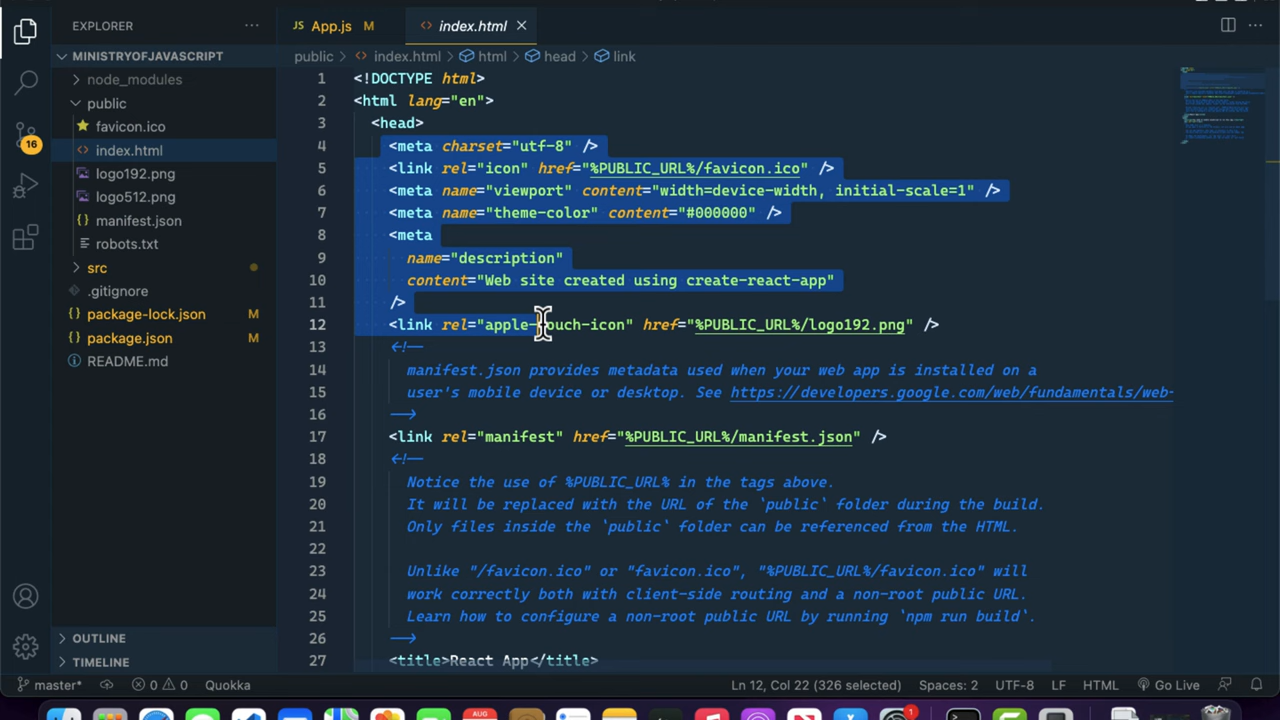 EXPLORER
MINISTRYOFJAVASCRIPT
node_modules
public
favicon.ico
index.html
logo192.png
logo512.png
manifest.json
robots.txt
src
.gitignore
package-lock.json M
package.json M
README.md
OUTLINE
TIMELINE
16
JS App.js M
<> index.html
public > <> index.html > html > head > link
1 <!DOCTYPE html>
2 <html lang="en">
3 <head>
4 <meta charset="utf-8" />
5 <link rel="icon" href="%PUBLIC_URL%/favicon.ico" />
6 <meta name="viewport" content="width=device-width, initial-scale=1" />
7 <meta name="theme-color" content="#000000" />
8 <meta
9 name="description"
10 content="Web site created using create-react-app"
11 />
12 <link rel="apple-touch-icon" href="%PUBLIC_URL%/logo192.png" />
13 <!--
14 manifest.json provides metadata used when your web app is installed on a
15 user's mobile device or desktop. See https://developers.google.com/web/fundamentals/web-
16 -->
17 <link rel="manifest" href="%PUBLIC_URL%/manifest.json" />
18 <!--
19 Notice the use of %PUBLIC_URL% in the tags above.
20 It will be replaced with the URL of the `public` folder during the build.
21 Only files inside the `public` folder can be referenced from the HTML.
22
23 Unlike "/favicon.ico" or "favicon.ico", "%PUBLIC_URL%/favicon.ico" will
24 work correctly both with client-side routing and a non-root public URL.
25 Learn how to configure a non-root public URL by running `npm run build`.
26 -->
27 <title>React App</title>
master* 0 0 Quokka Ln 12, Col 22 (326 selected) Spaces: 2 UTF-8 LF HTML Go Live
AUG 1